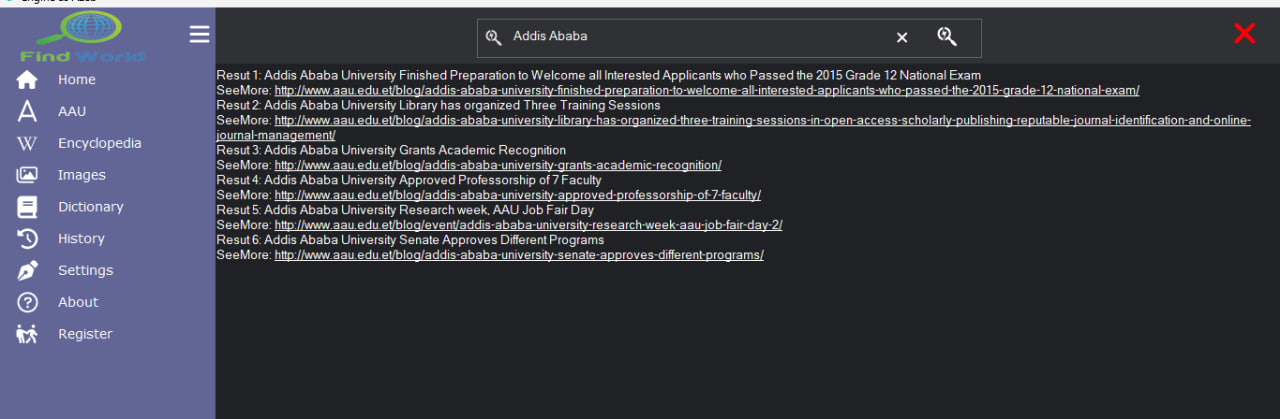 Find World
Addis Ababa
Home
AAU
Encyclopedia
Images
Dictionary
History
Settings
About
Register
Resut 1: Addis Ababa University Finished Preparation to Welcome all Interested Applicants who Passed the 2015 Grade 12 National Exam
SeeMore: http://www.aau.edu.et/blog/addis-ababa-university-finished-preparation-to-welcome-all-interested-applicants-who-passed-the-2015-grade-12-national-exam/
Resut 2: Addis Ababa University Library has organized Three Training Sessions
SeeMore: http://www.aau.edu.et/blog/addis-ababa-university-library-has-organized-three-training-sessions-in-open-access-scholarly-publishing-reputable-journal-identification-and-online-
journal-management/
Resut 3: Addis Ababa University Grants Academic Recognition
SeeMore: http://www.aau.edu.et/blog/addis-ababa-university-grants-academic-recognition/
Resut 4: Addis Ababa University Approved Professorship of 7 Faculty
SeeMore: http://www.aau.edu.et/blog/addis-ababa-university-approved-professorship-of-7-faculty/
Resut 5: Addis Ababa University Research week, AAU Job Fair Day
SeeMore: http://www.aau.edu.et/blog/event/addis-ababa-university-research-week-aau-job-fair-day-2/
Resut 6: Addis Ababa University Senate Approves Different Programs
SeeMore: http://www.aau.edu.et/blog/addis-ababa-university-senate-approves-different-programs/